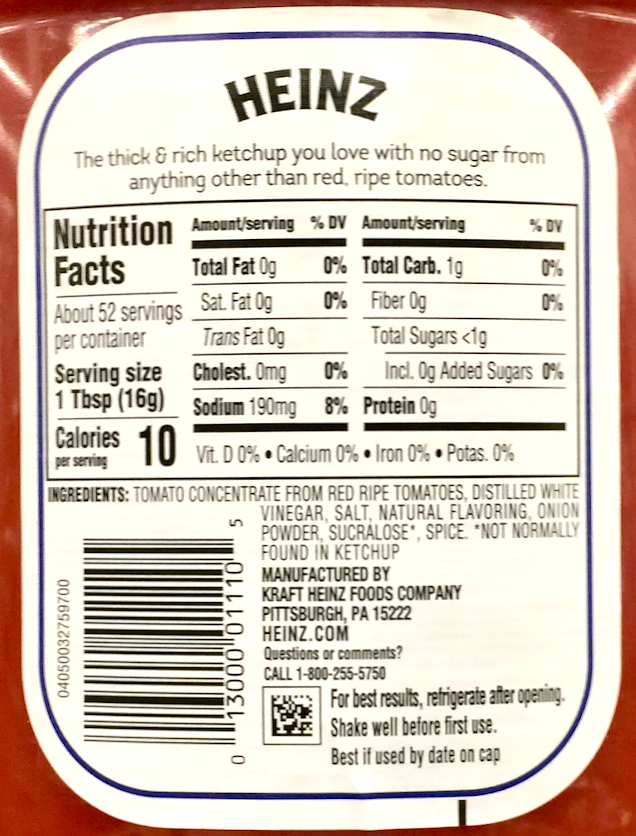 HEINZ
The thick & rich ketchup you love with no sugar from
anything other than red, ripe tomatoes.
Nutrition
Facts
About 52 servings
per container
Serving size
1 Tbsp (16g)
Calories 10
per serving
Amount/serving % DV
Total Fat 0g 0%
Sat. Fat 0g 0%
Trans Fat 0g
Cholest. 0mg 0%
Sodium 190mg 8%
Amount/serving % DV
Total Carb. 1g 0%
Fiber 0g 0%
Total Sugars <1g
Incl. 0g Added Sugars 0%
Protein 0g
Vit. D 0% • Calcium 0% • Iron 0% • Potas. 0%
INGREDIENTS: TOMATO CONCENTRATE FROM RED RIPE TOMATOES, DISTILLED WHITE
VINEGAR, SALT, NATURAL FLAVORING, ONION
POWDER, SUCRALOSE*, SPICE. *NOT NORMALLY
FOUND IN KETCHUP
MANUFACTURED BY
KRAFT HEINZ FOODS COMPANY
PITTSBURGH, PA 15222
HEINZ.COM
Questions or comments?
CALL 1-800-255-5750
For best results, refrigerate after opening.
Shake well before first use.
Best if used by date on cap
04050032759700
0 13000 01110 5